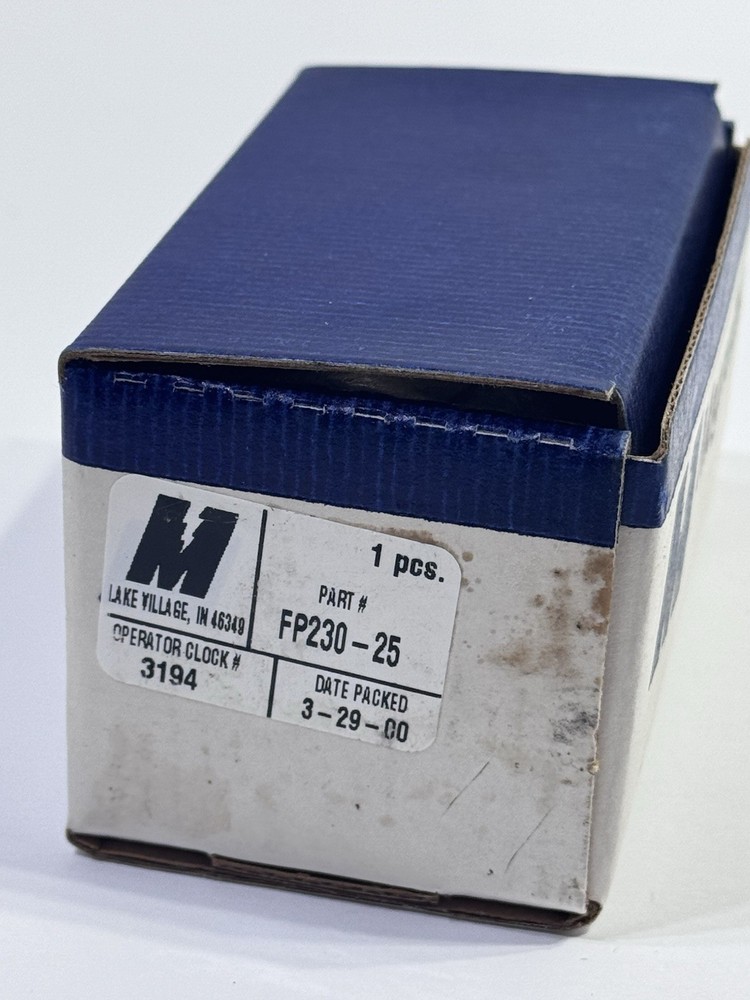 M
LAKE VILLAGE, IN 46349
OPERATOR CLOCK #
3194
1 pcs.
PART #
FP230-25
DATE PACKED
3-29-00